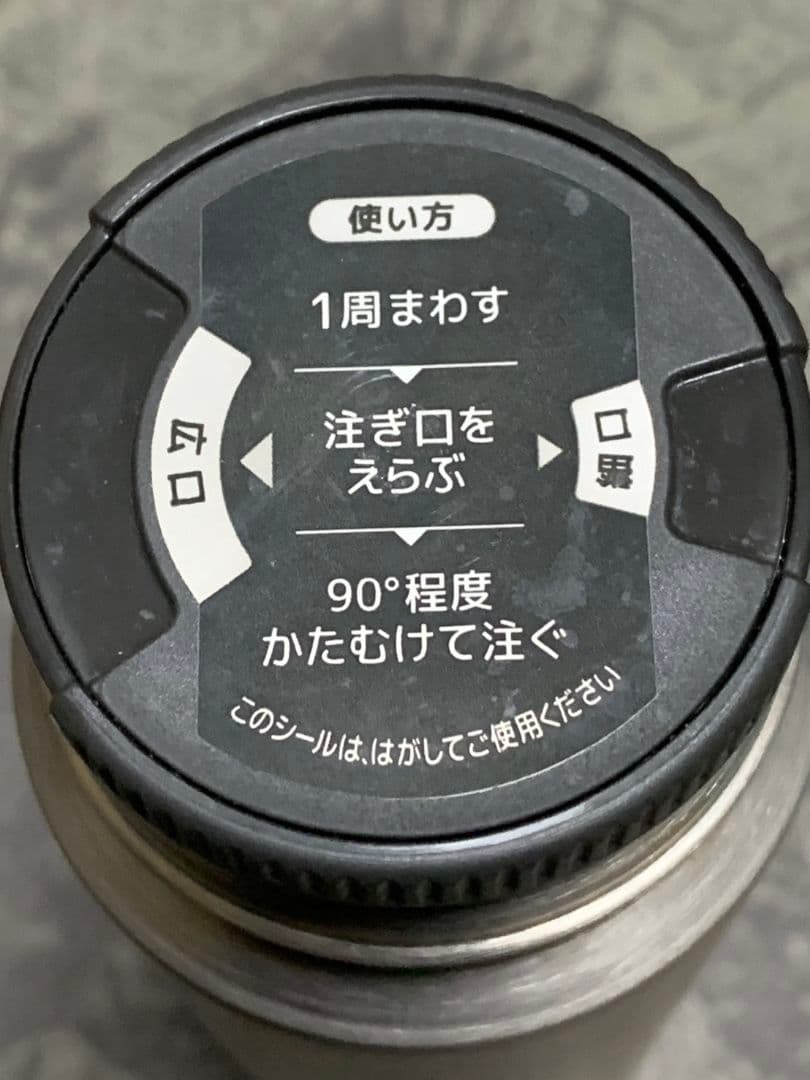 使い方
1周まわす
注ぎ口を
えらぶ
広口
90°程度
かたむけて注ぐ
このシールは、はがしてご使用ください